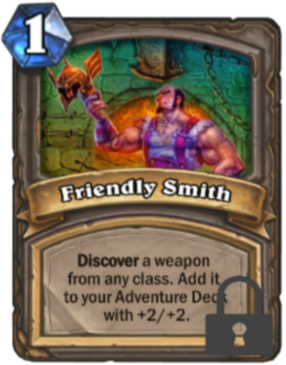 1
Friendly Smith
Discover a weapon
from any class. Add it
to your Adventure Deck
with +2/+2.